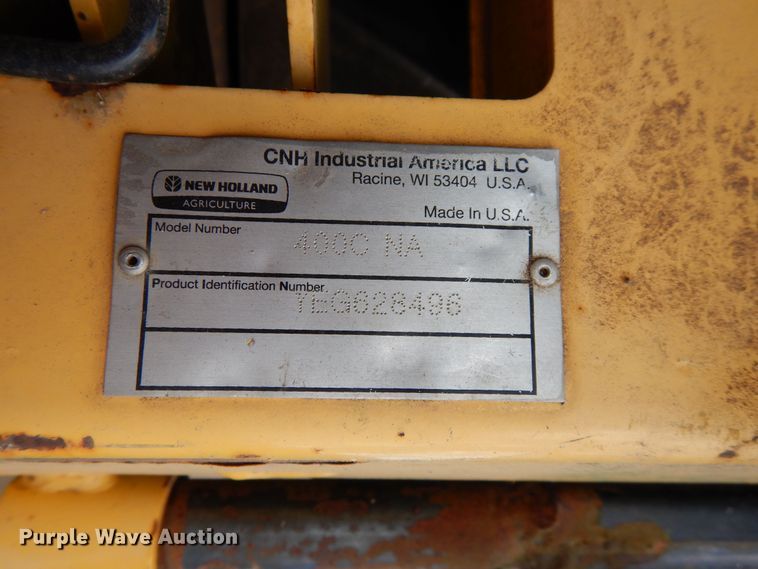 CNH Industrial America LLC
Racine, WI 53404 U.S.A.
NEW HOLLAND
AGRICULTURE
Made In U.S.A.
Model Number
400C NA
Product Identification Number
YEG628496
Purple Wave Auction